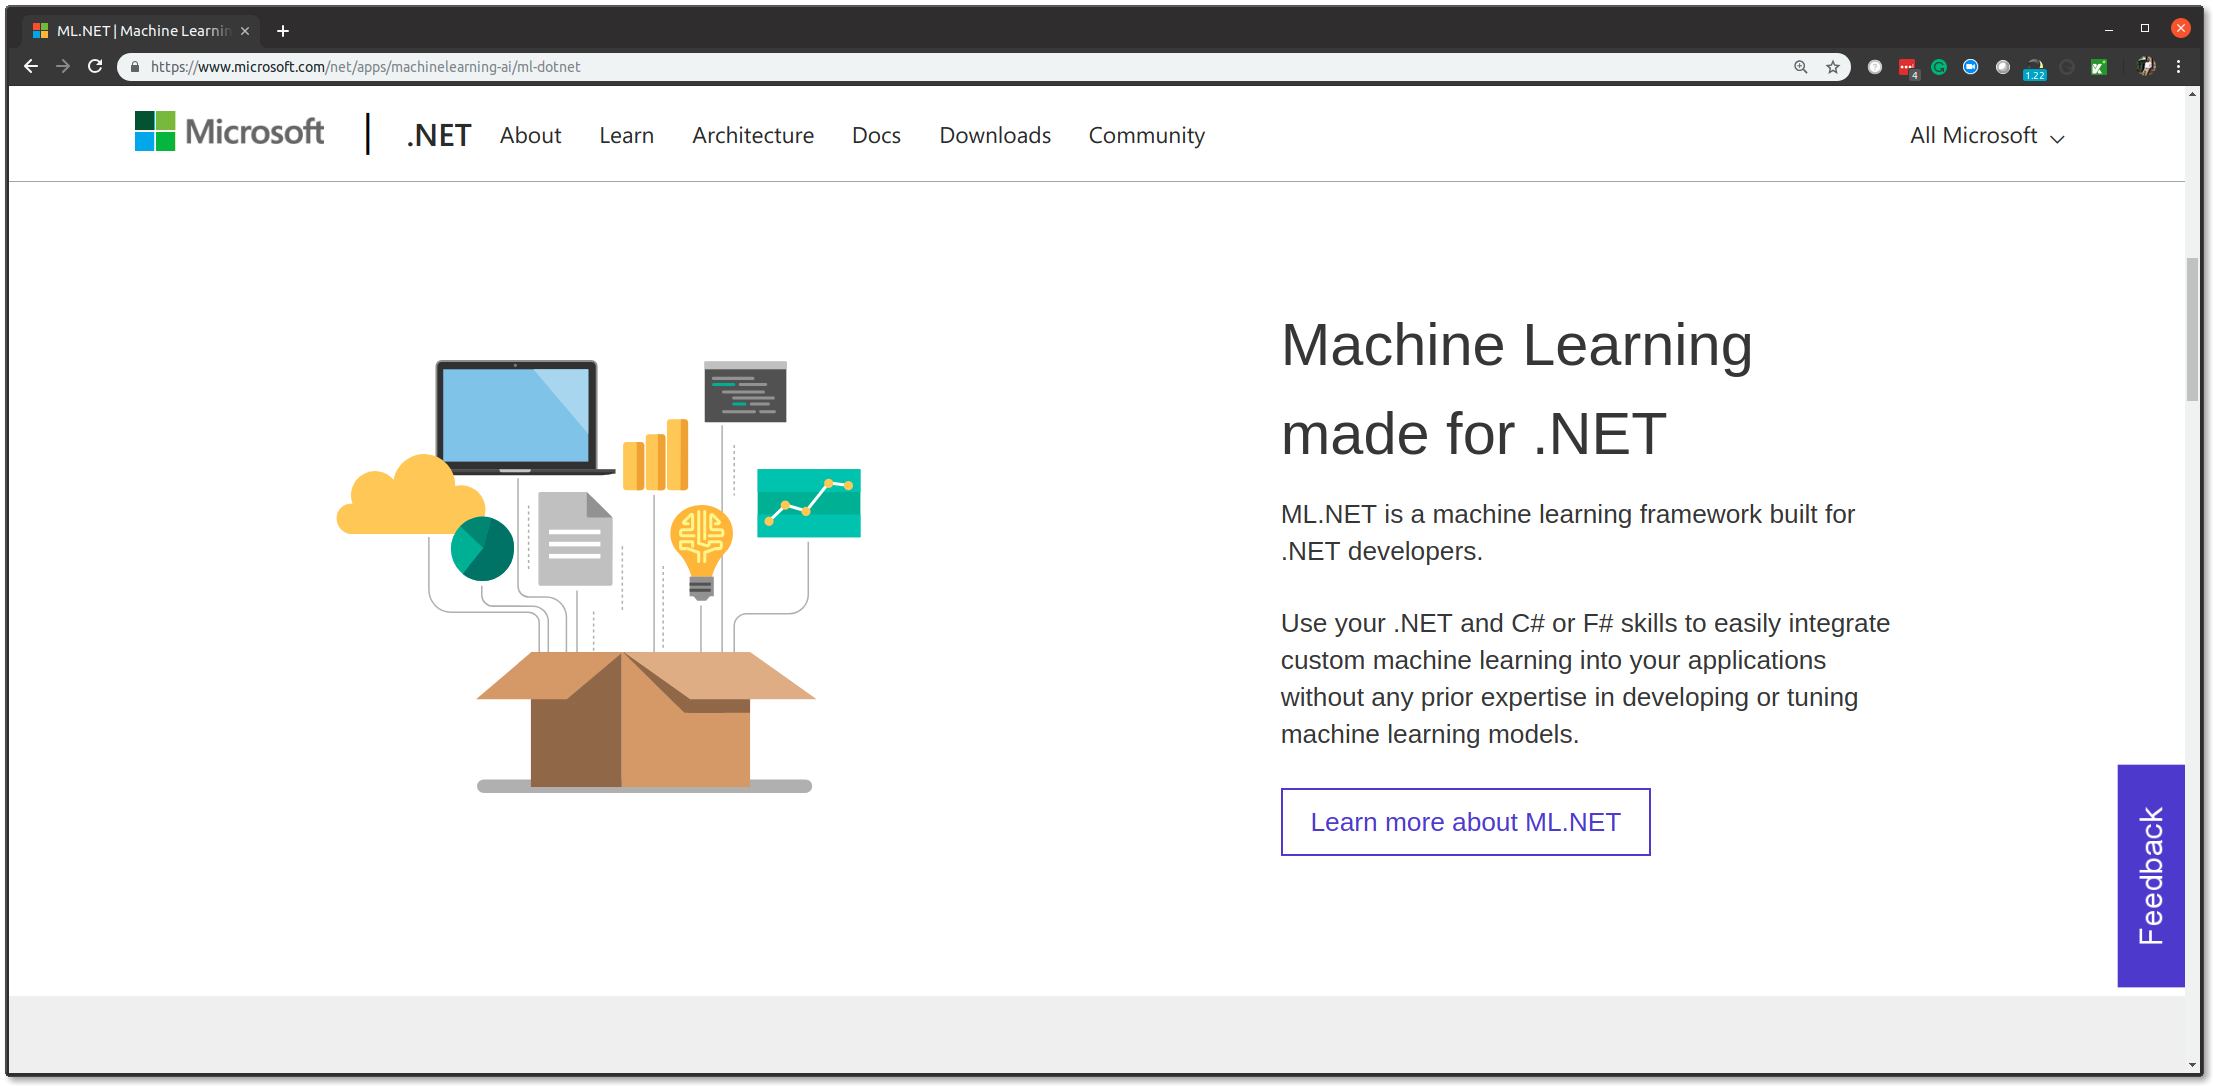 ML.NET | Machine Learnin
https://www.microsoft.com/net/apps/machinelearning-ai/ml-dotnet
4
1.22
Microsoft
.NET
About
Learn
Architecture
Docs
Downloads
Community
All Microsoft
Machine Learning
made for .NET
ML.NET is a machine learning framework built for
.NET developers.
Use your .NET and C# or F# skills to easily integrate
custom machine learning into your applications
without any prior expertise in developing or tuning
machine learning models.
Learn more about ML.NET
Feedback